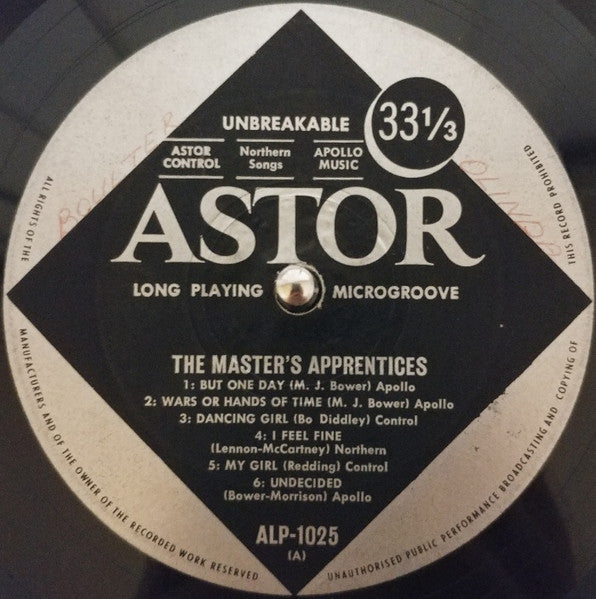 UNBREAKABLE
33⅓
ASTOR CONTROL
Northern Songs
APOLLO MUSIC
ASTOR
LONG PLAYING MICROGROOVE
THE MASTER'S APPRENTICES
1: BUT ONE DAY (M. J. Bower) Apollo
2: WARS OR HANDS OF TIME (M. J. Bower) Apollo
3: DANCING GIRL (Bo Diddley) Control
4: I FEEL FINE
(Lennon-McCartney) Northern
5: MY GIRL (Redding) Control
6: UNDECIDED
(Bower-Morrison) Apollo
ALP-1025
(A)
ALL RIGHTS OF THE MANUFACTURERS AND OF THE OWNER OF THE RECORDED WORK RESERVED
UNAUTHORISED PUBLIC PERFORMANCE BROADCASTING AND COPYING OF THIS RECORD PROHIBITED